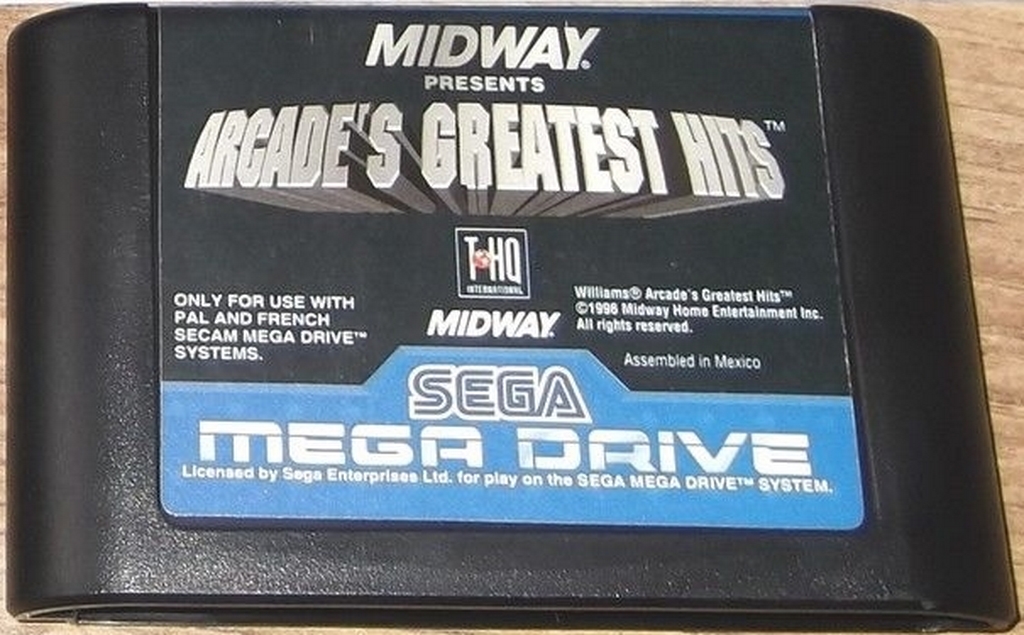 MIDWAY®
PRESENTS
ARCADE'S GREATEST HITS™
T·HQ
INTERNATIONAL
ONLY FOR USE WITH
PAL AND FRENCH
SECAM MEGA DRIVE™
SYSTEMS.
MIDWAY®
Williams® Arcade's Greatest Hits™
©1996 Midway Home Entertainment Inc.
All rights reserved.
Assembled in Mexico
SEGA
MEGA DRIVE
Licensed by Sega Enterprises Ltd. for play on the SEGA MEGA DRIVE™ SYSTEM.